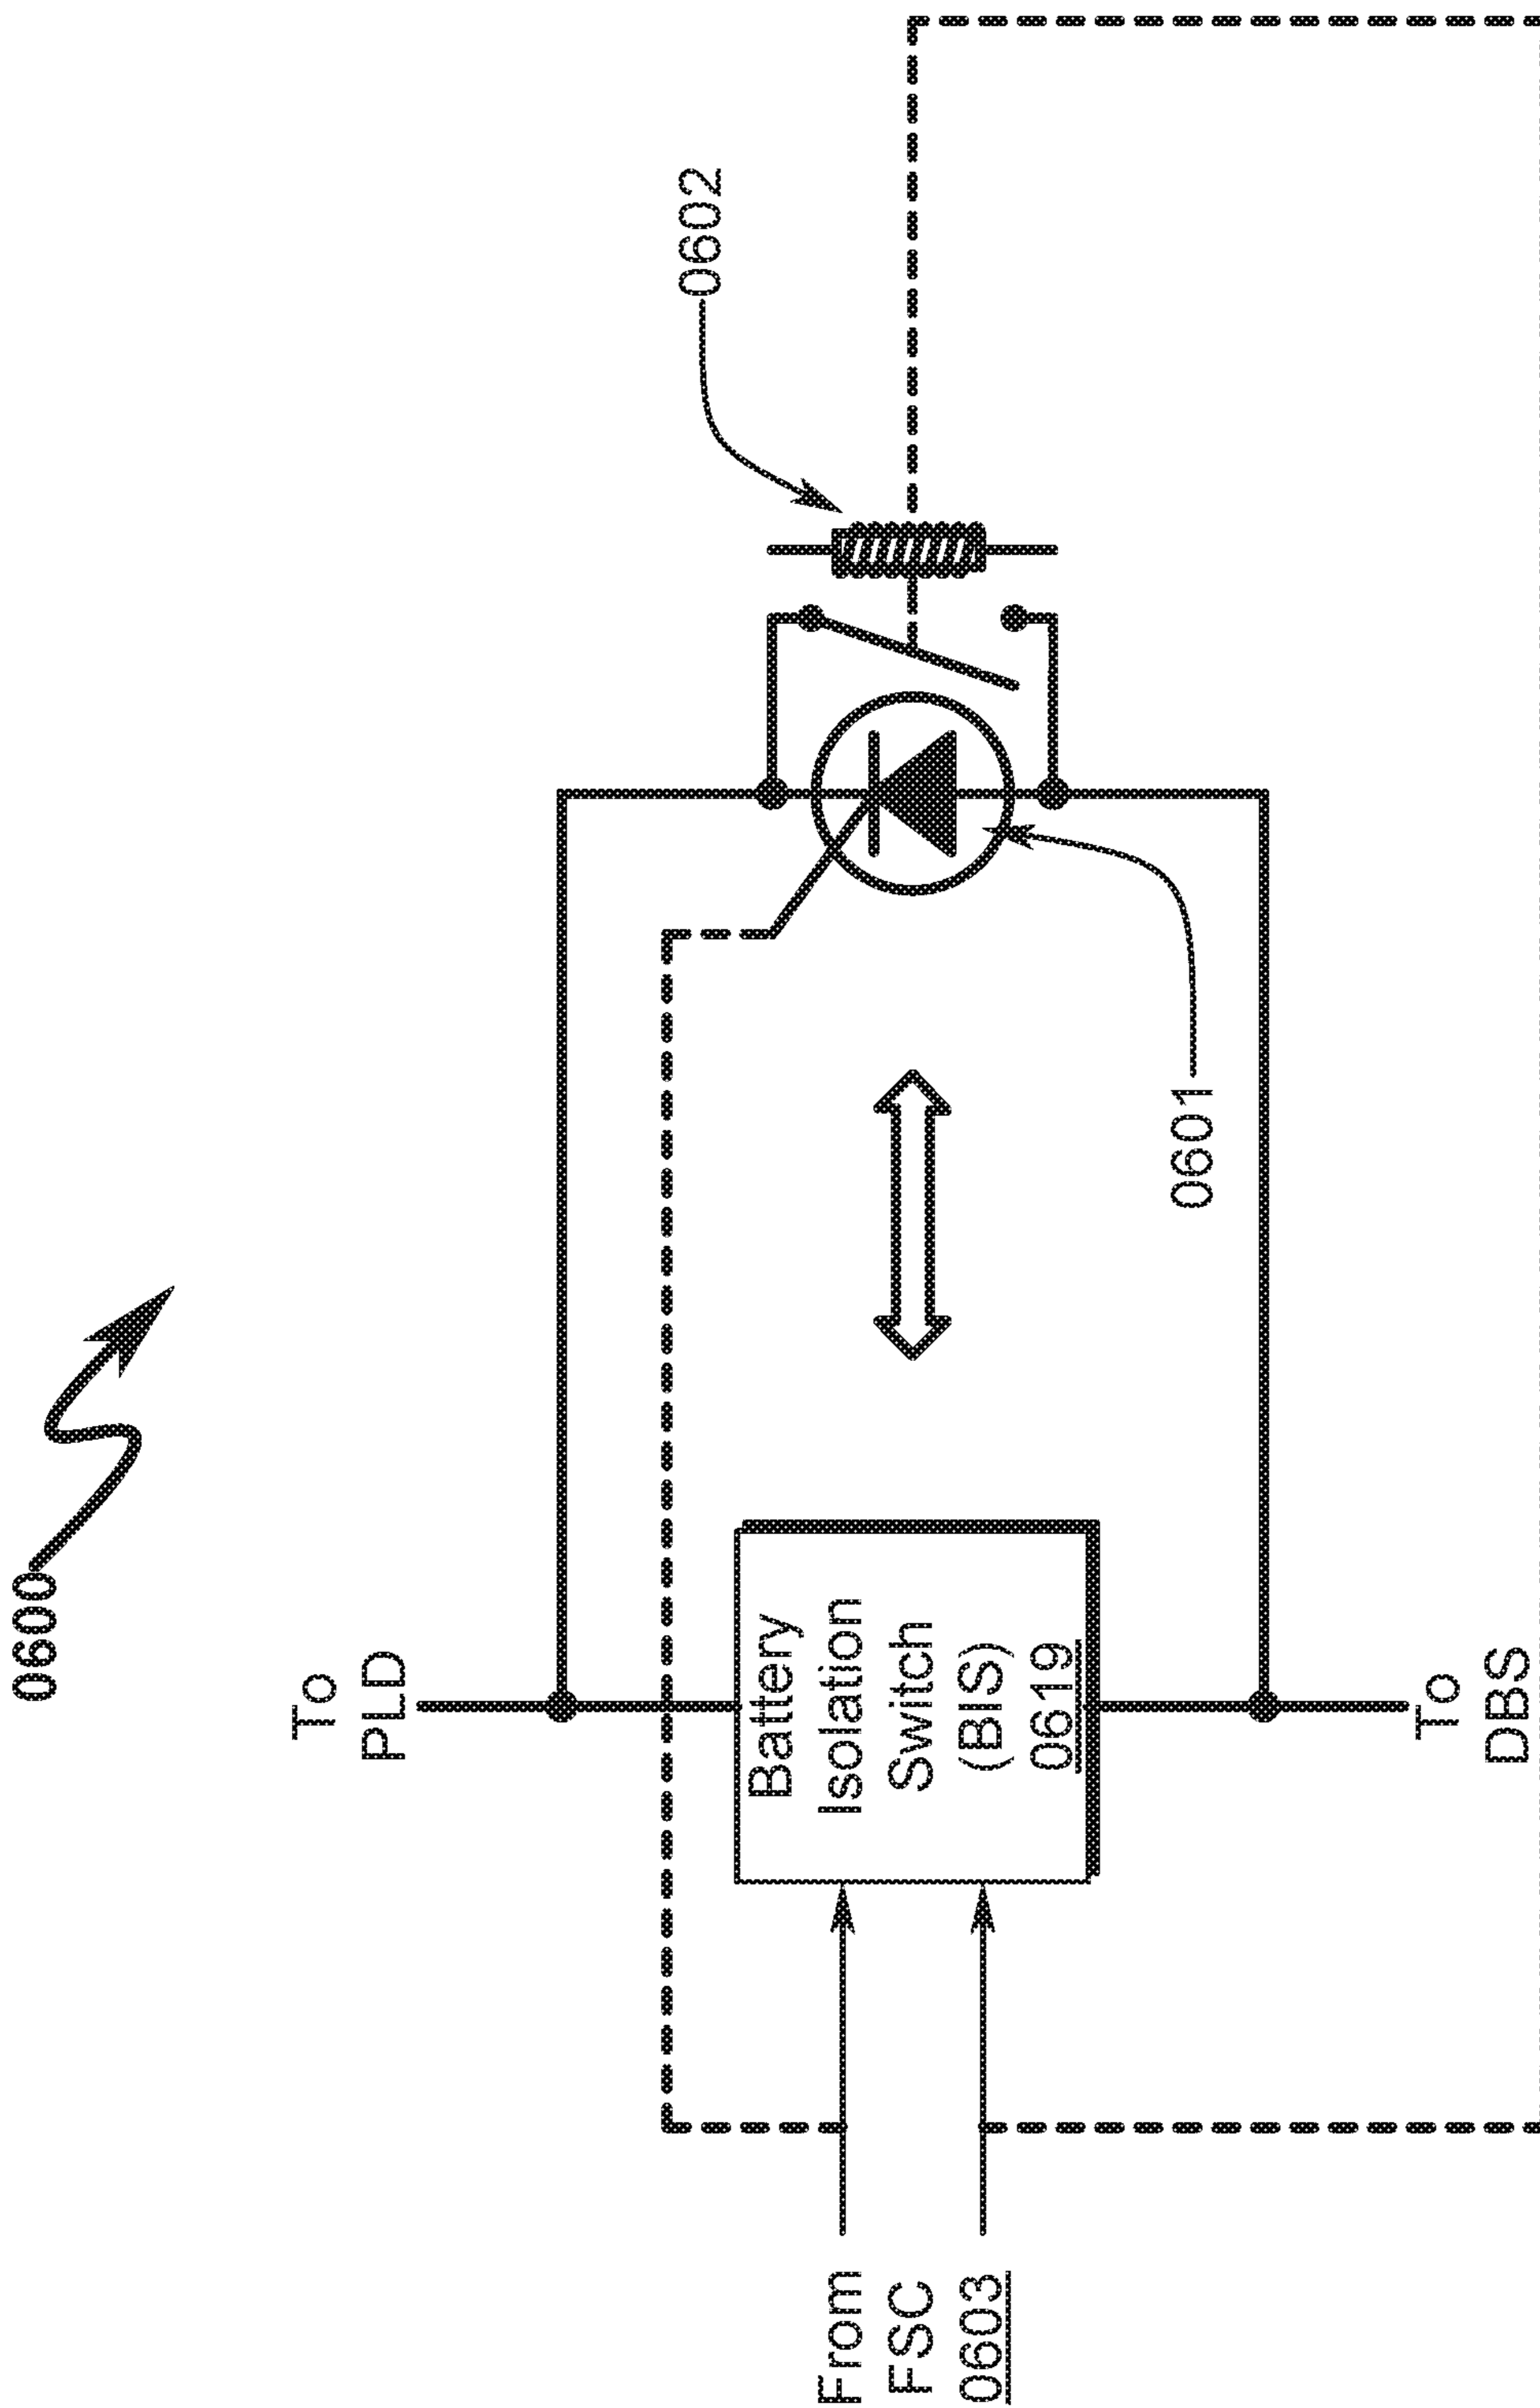 0600
To
PLD
0602
Battery
Isolation
Switch
(BIS)
0619
From
FSC
0603
0601
To
DBS